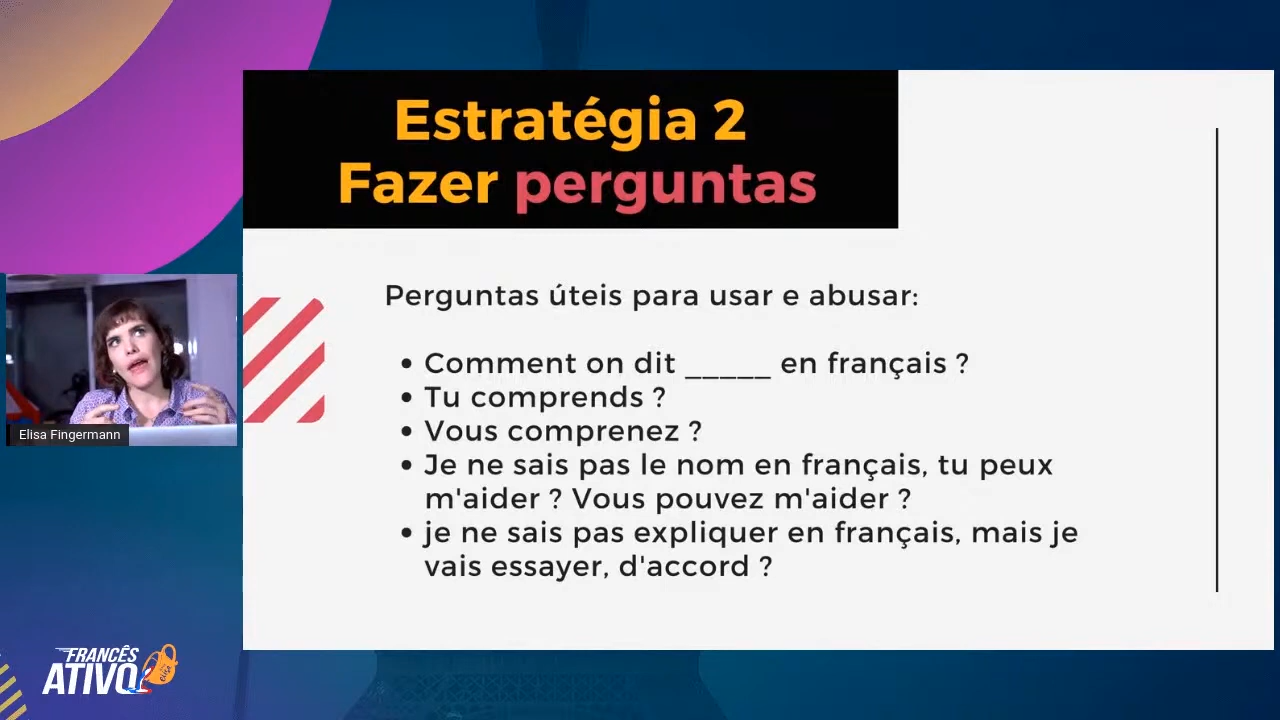 Estratégia 2
Fazer perguntas
Perguntas úteis para usar e abusar:
• Comment on dit _____ en français ?
• Tu comprends ?
• Vous comprenez ?
• Je ne sais pas le nom en français, tu peux
m'aider ? Vous pouvez m'aider ?
• je ne sais pas expliquer en français, mais je
vais essayer, d'accord ?
Elisa Fingermann
FRANCÊS
ATIVO